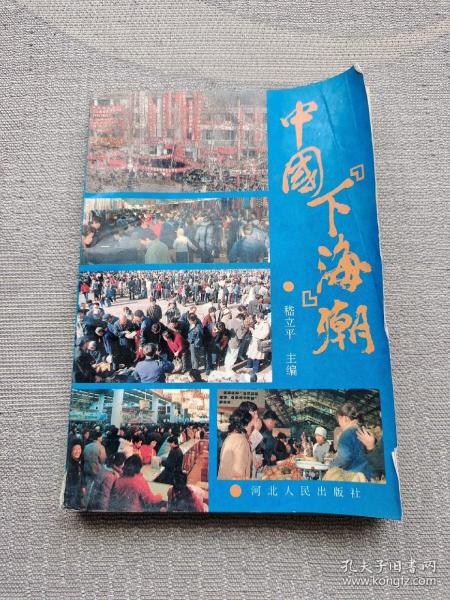 中國
『下海』潮
嵇立平 主编
河北人民出版社
孔夫子旧书网
www.kongfz.com